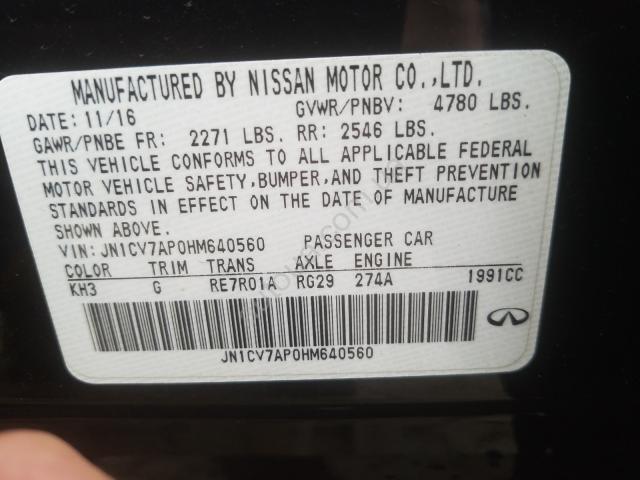 MANUFACTURED BY NISSAN MOTOR CO.,LTD.
DATE: 11/16 GVWR/PNBV: 4780 LBS.
GAWR/PNBE FR: 2271 LBS. RR: 2546 LBS.
THIS VEHICLE CONFORMS TO ALL APPLICABLE FEDERAL
MOTOR VEHICLE SAFETY,BUMPER,AND THEFT PREVENTION
STANDARDS IN EFFECT ON THE DATE OF MANUFACTURE
SHOWN ABOVE.
VIN:JN1CV7AP0HM640560 PASSENGER CAR
COLOR TRIM TRANS AXLE ENGINE
KH3 G RE7R01A RG29 274A 1991CC
JN1CV7AP0HM640560